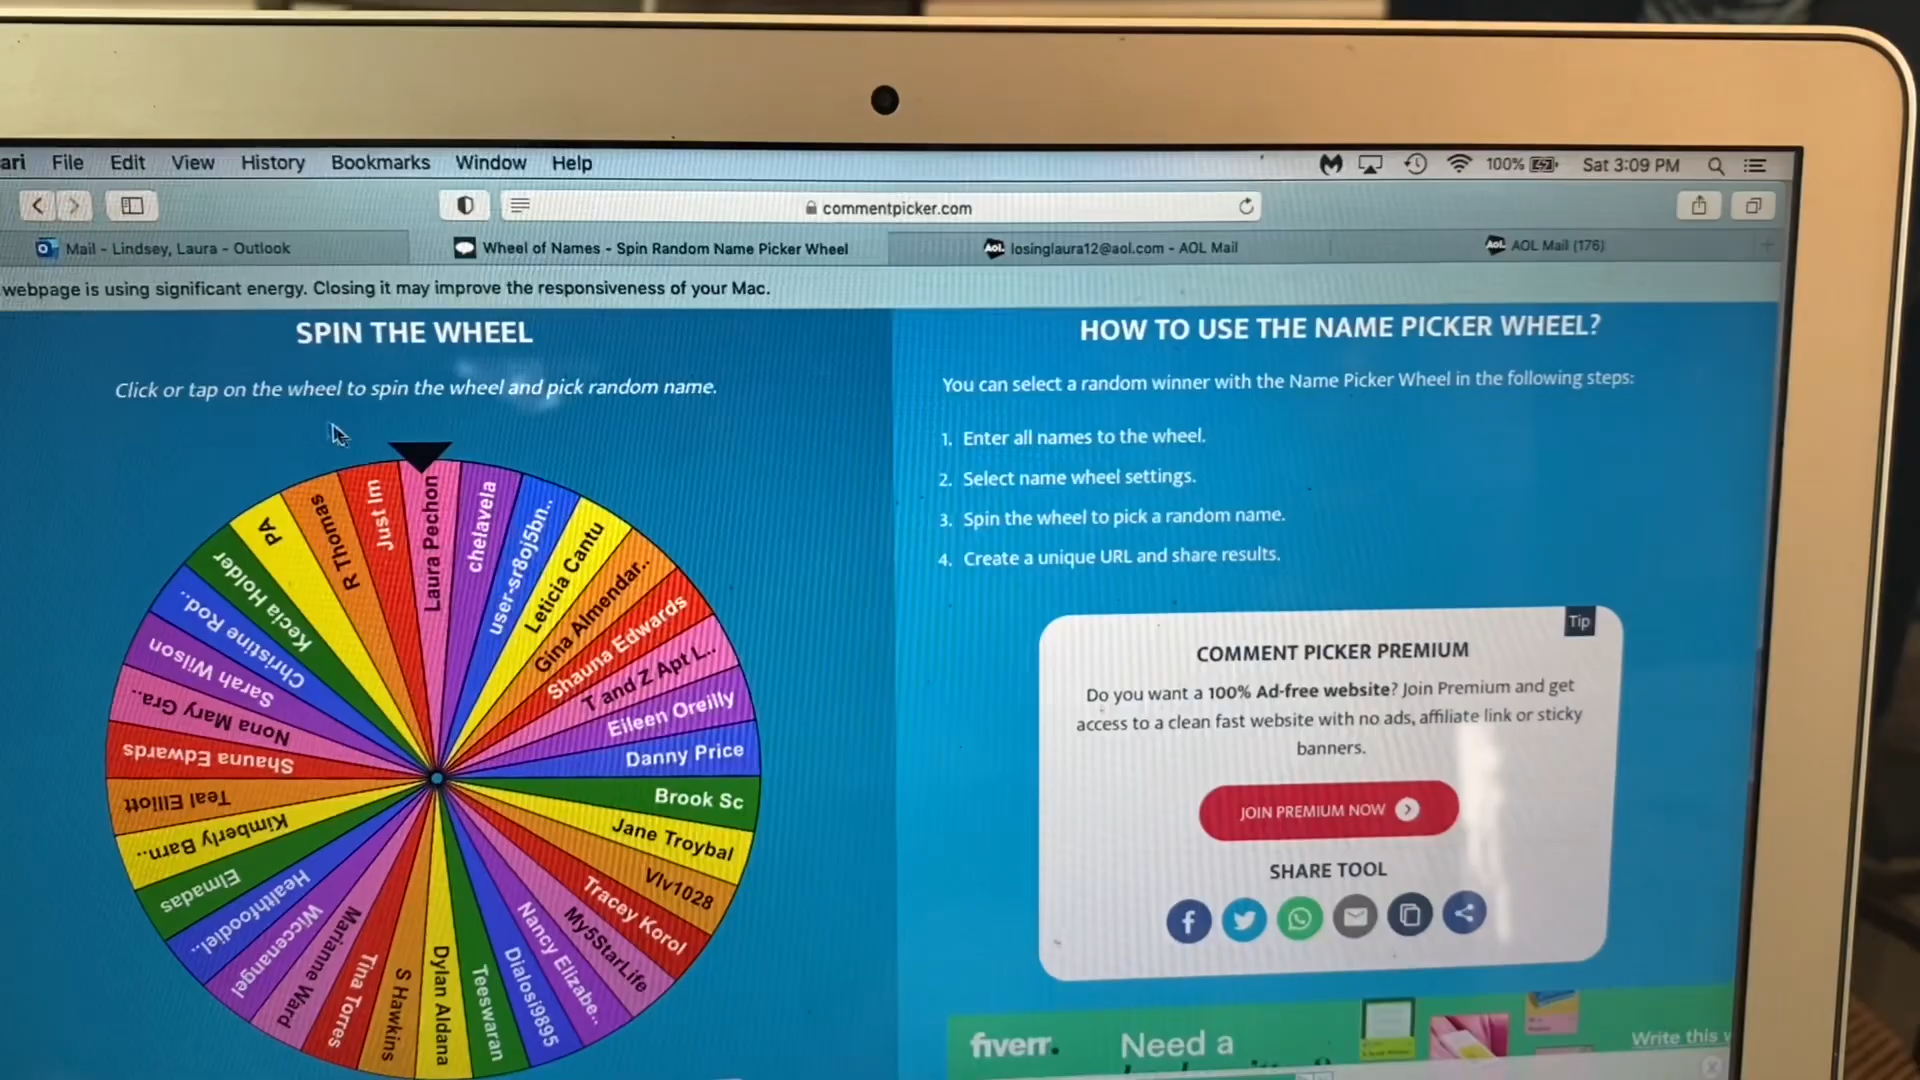 ari File Edit View History Bookmarks Window Help 100% Sat 3:09 PM
commentpicker.com
Mail - Lindsey, Laura - Outlook
Wheel of Names - Spin Random Name Picker Wheel
Aol. losinglaura12@aol.com - AOL Mail
Aol. AOL Mail (176)
webpage is using significant energy. Closing it may improve the responsiveness of your Mac.
SPIN THE WHEEL
Click or tap on the wheel to spin the wheel and pick random name.
Laura Pechon
chelavela
user-sr8oj5bn..
Leticia Cantu
Gina Almendar..
Shauna Edwards
T and Z Apt L..
Eileen Oreilly
Danny Price
Brook Sc
Jane Troybal
Vlv1028
Tracey Korol
My5StarLife
Nancy Elizabe..
Dialosi9895
Teeswaran
Dylan Aldana
S Hawkins
Tina Torres
Marianne Ward
Wiccenangel
Healthfoodiel..
Elmadas
Kimberly Barn..
Teal Elliott
Shauna Edwards
Nona Mary Gra..
Sarah Wilson
Christine Rod..
Kecia Holder
PA
R Thomas
Just Im
HOW TO USE THE NAME PICKER WHEEL?
You can select a random winner with the Name Picker Wheel in the following steps:
1. Enter all names to the wheel.
2. Select name wheel settings.
3. Spin the wheel to pick a random name.
4. Create a unique URL and share results.
Tip
COMMENT PICKER PREMIUM
Do you want a 100% Ad-free website? Join Premium and get
access to a clean fast website with no ads, affiliate link or sticky
banners.
JOIN PREMIUM NOW
SHARE TOOL
fiverr. Need a
Write this